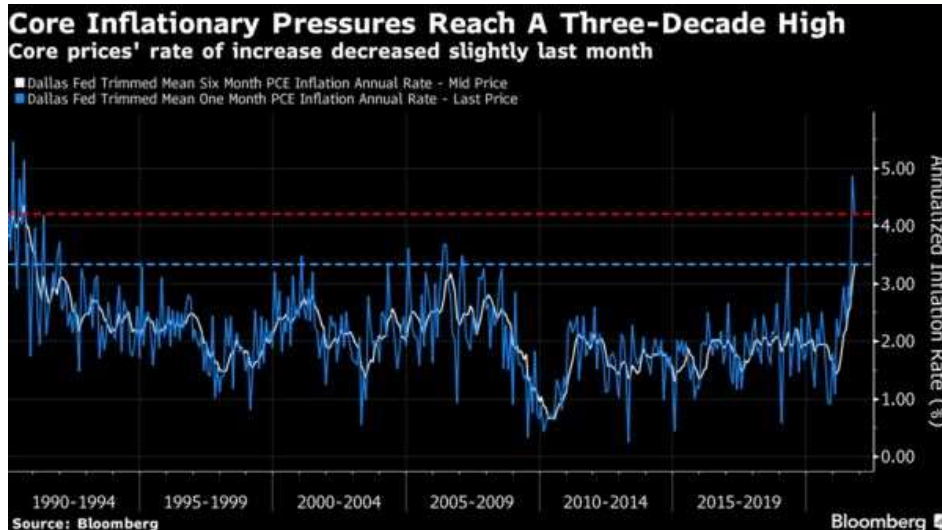 Core Inflationary Pressures Reach A Three-Decade High
Core prices' rate of increase decreased slightly last month
Dallas Fed Trimmed Mean Six Month PCE Inflation Annual Rate - Mid Price
Dallas Fed Trimmed Mean One Month PCE Inflation Annual Rate - Last Price
5.00
4.00
3.00
2.00
1.00
0.00
Annualized Inflation Rate (%)
1990-1994 1995-1999 2000-2004 2005-2009 2010-2014 2015-2019
Source: Bloomberg
Bloomberg